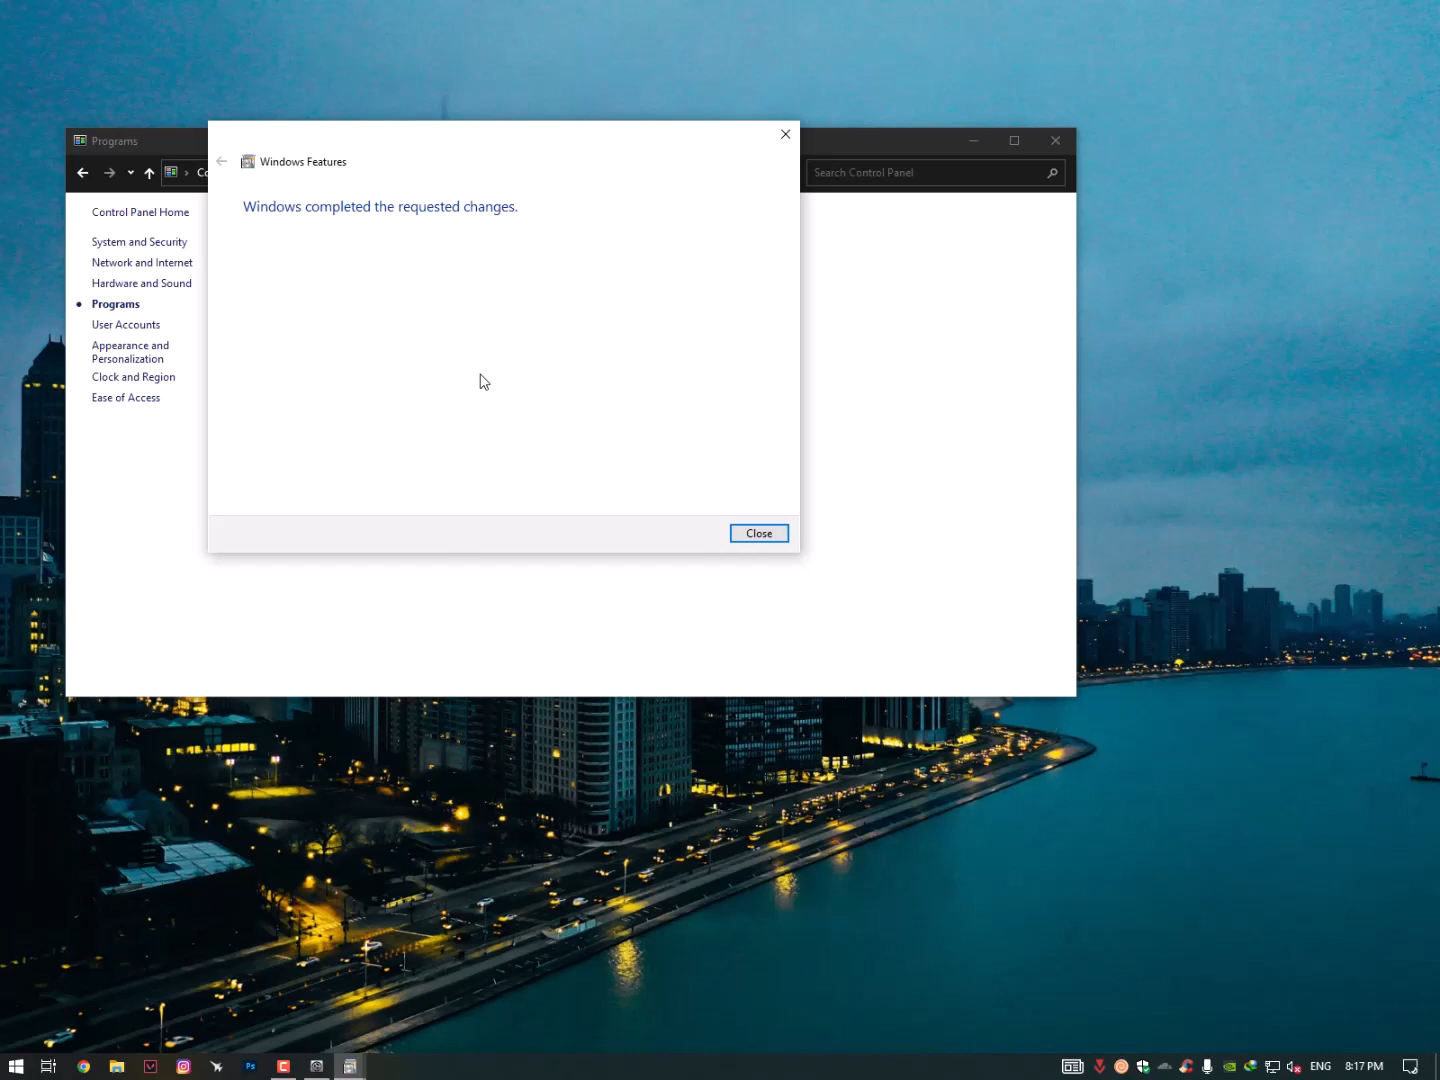 Programs
Windows Features
Co
Search Control Panel
Control Panel Home
Windows completed the requested changes.
System and Security
Network and Internet
Hardware and Sound
Programs
User Accounts
Appearance and
Personalization
Clock and Region
Ease of Access
Close
Ps
ENG
8:17 PM